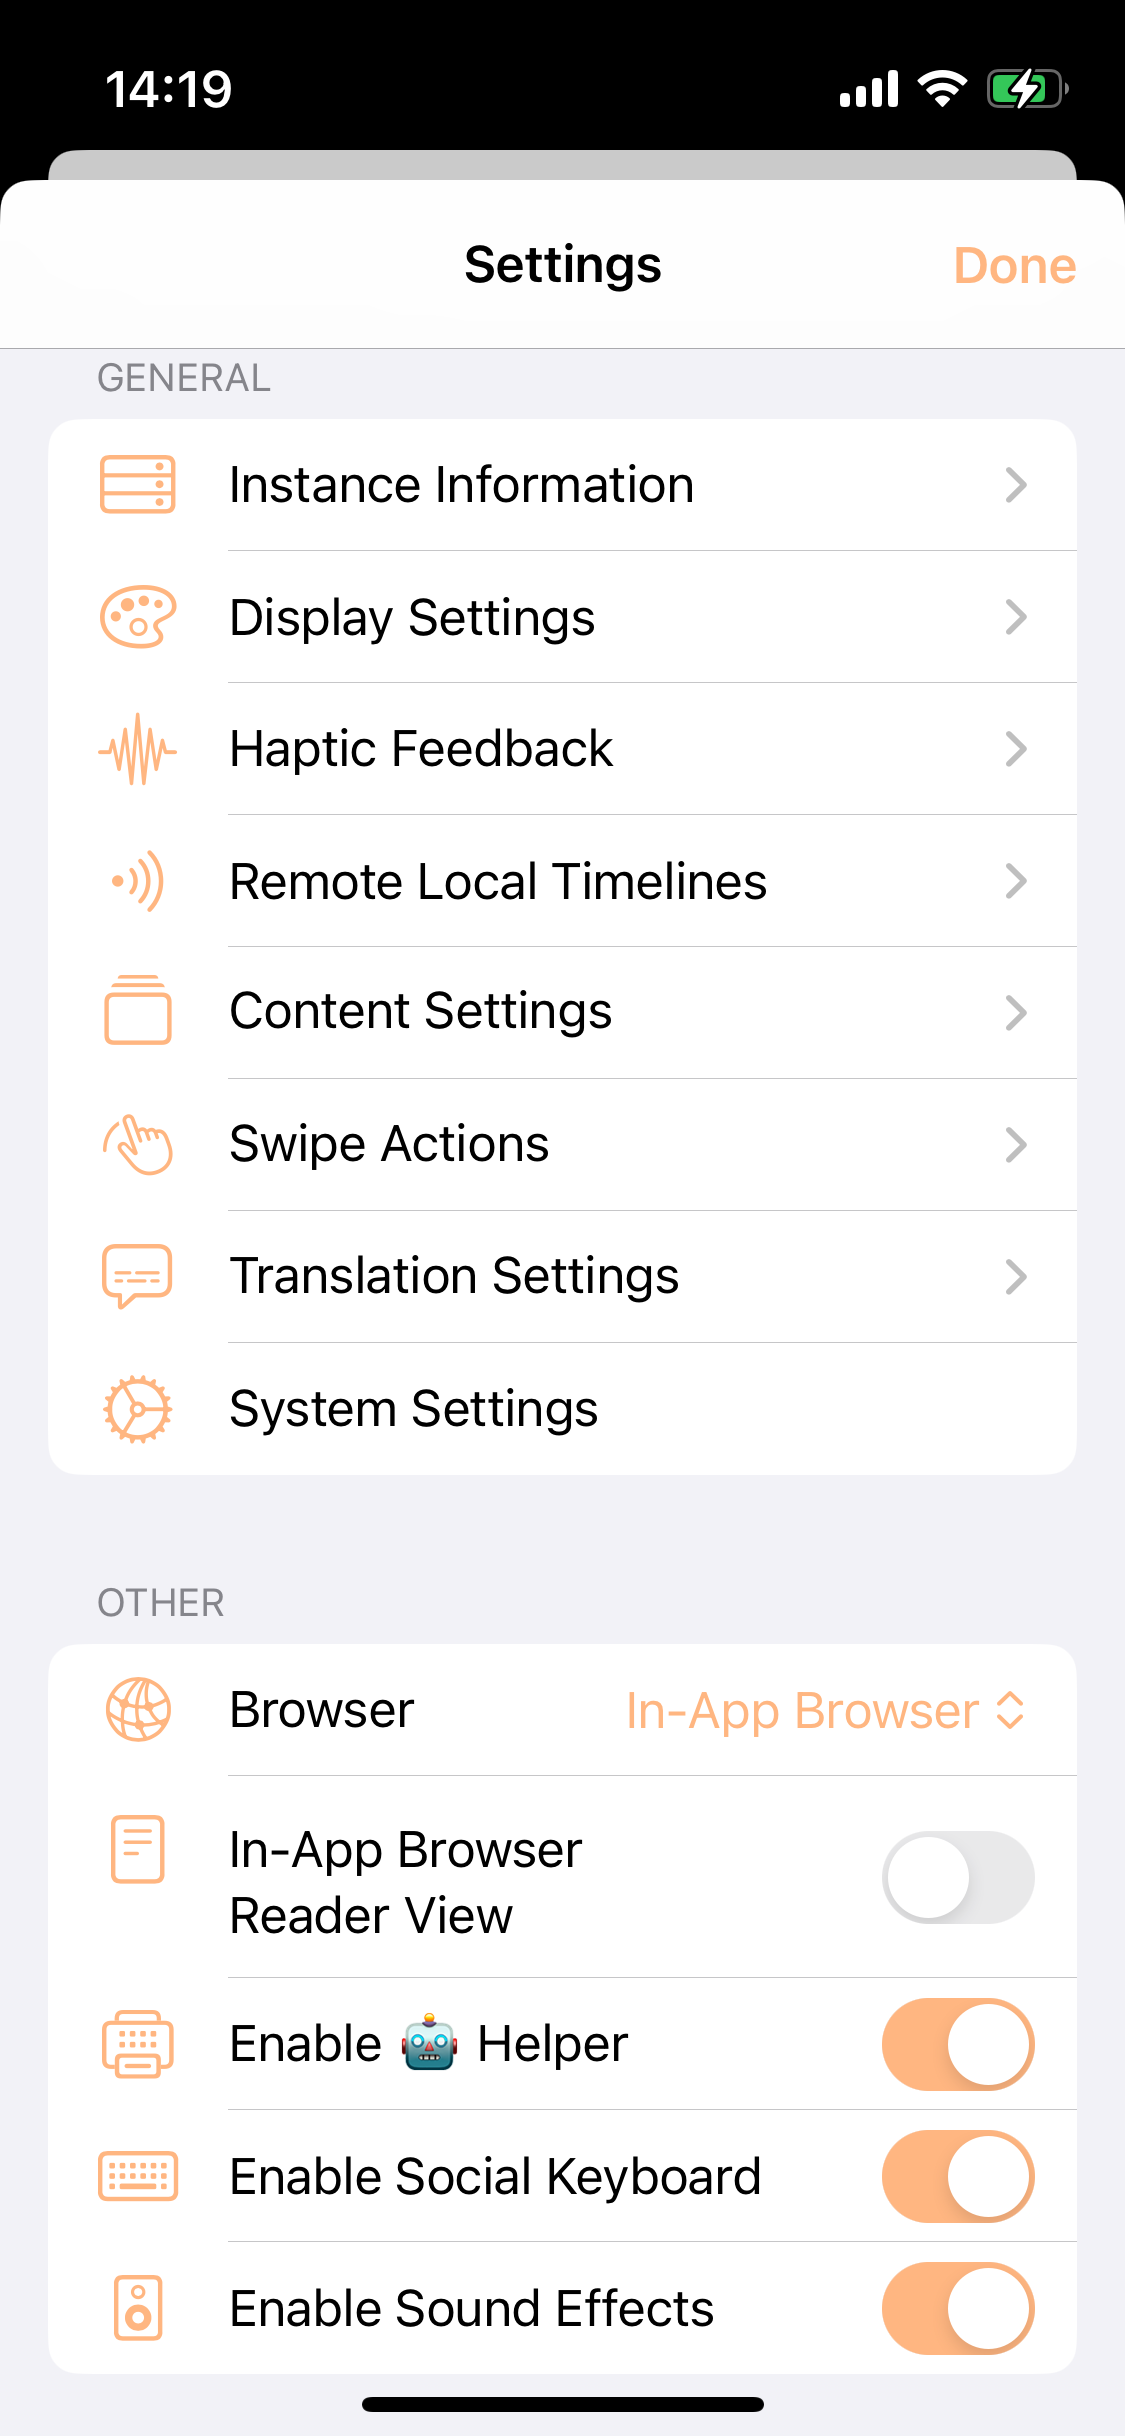 14:19
Settings
Done
GENERAL
Instance Information
Display Settings
Haptic Feedback
Remote Local Timelines
Content Settings
Swipe Actions
Translation Settings
System Settings
OTHER
Browser
In-App Browser
In-App Browser
Reader View
Enable 🤖 Helper
Enable Social Keyboard
Enable Sound Effects